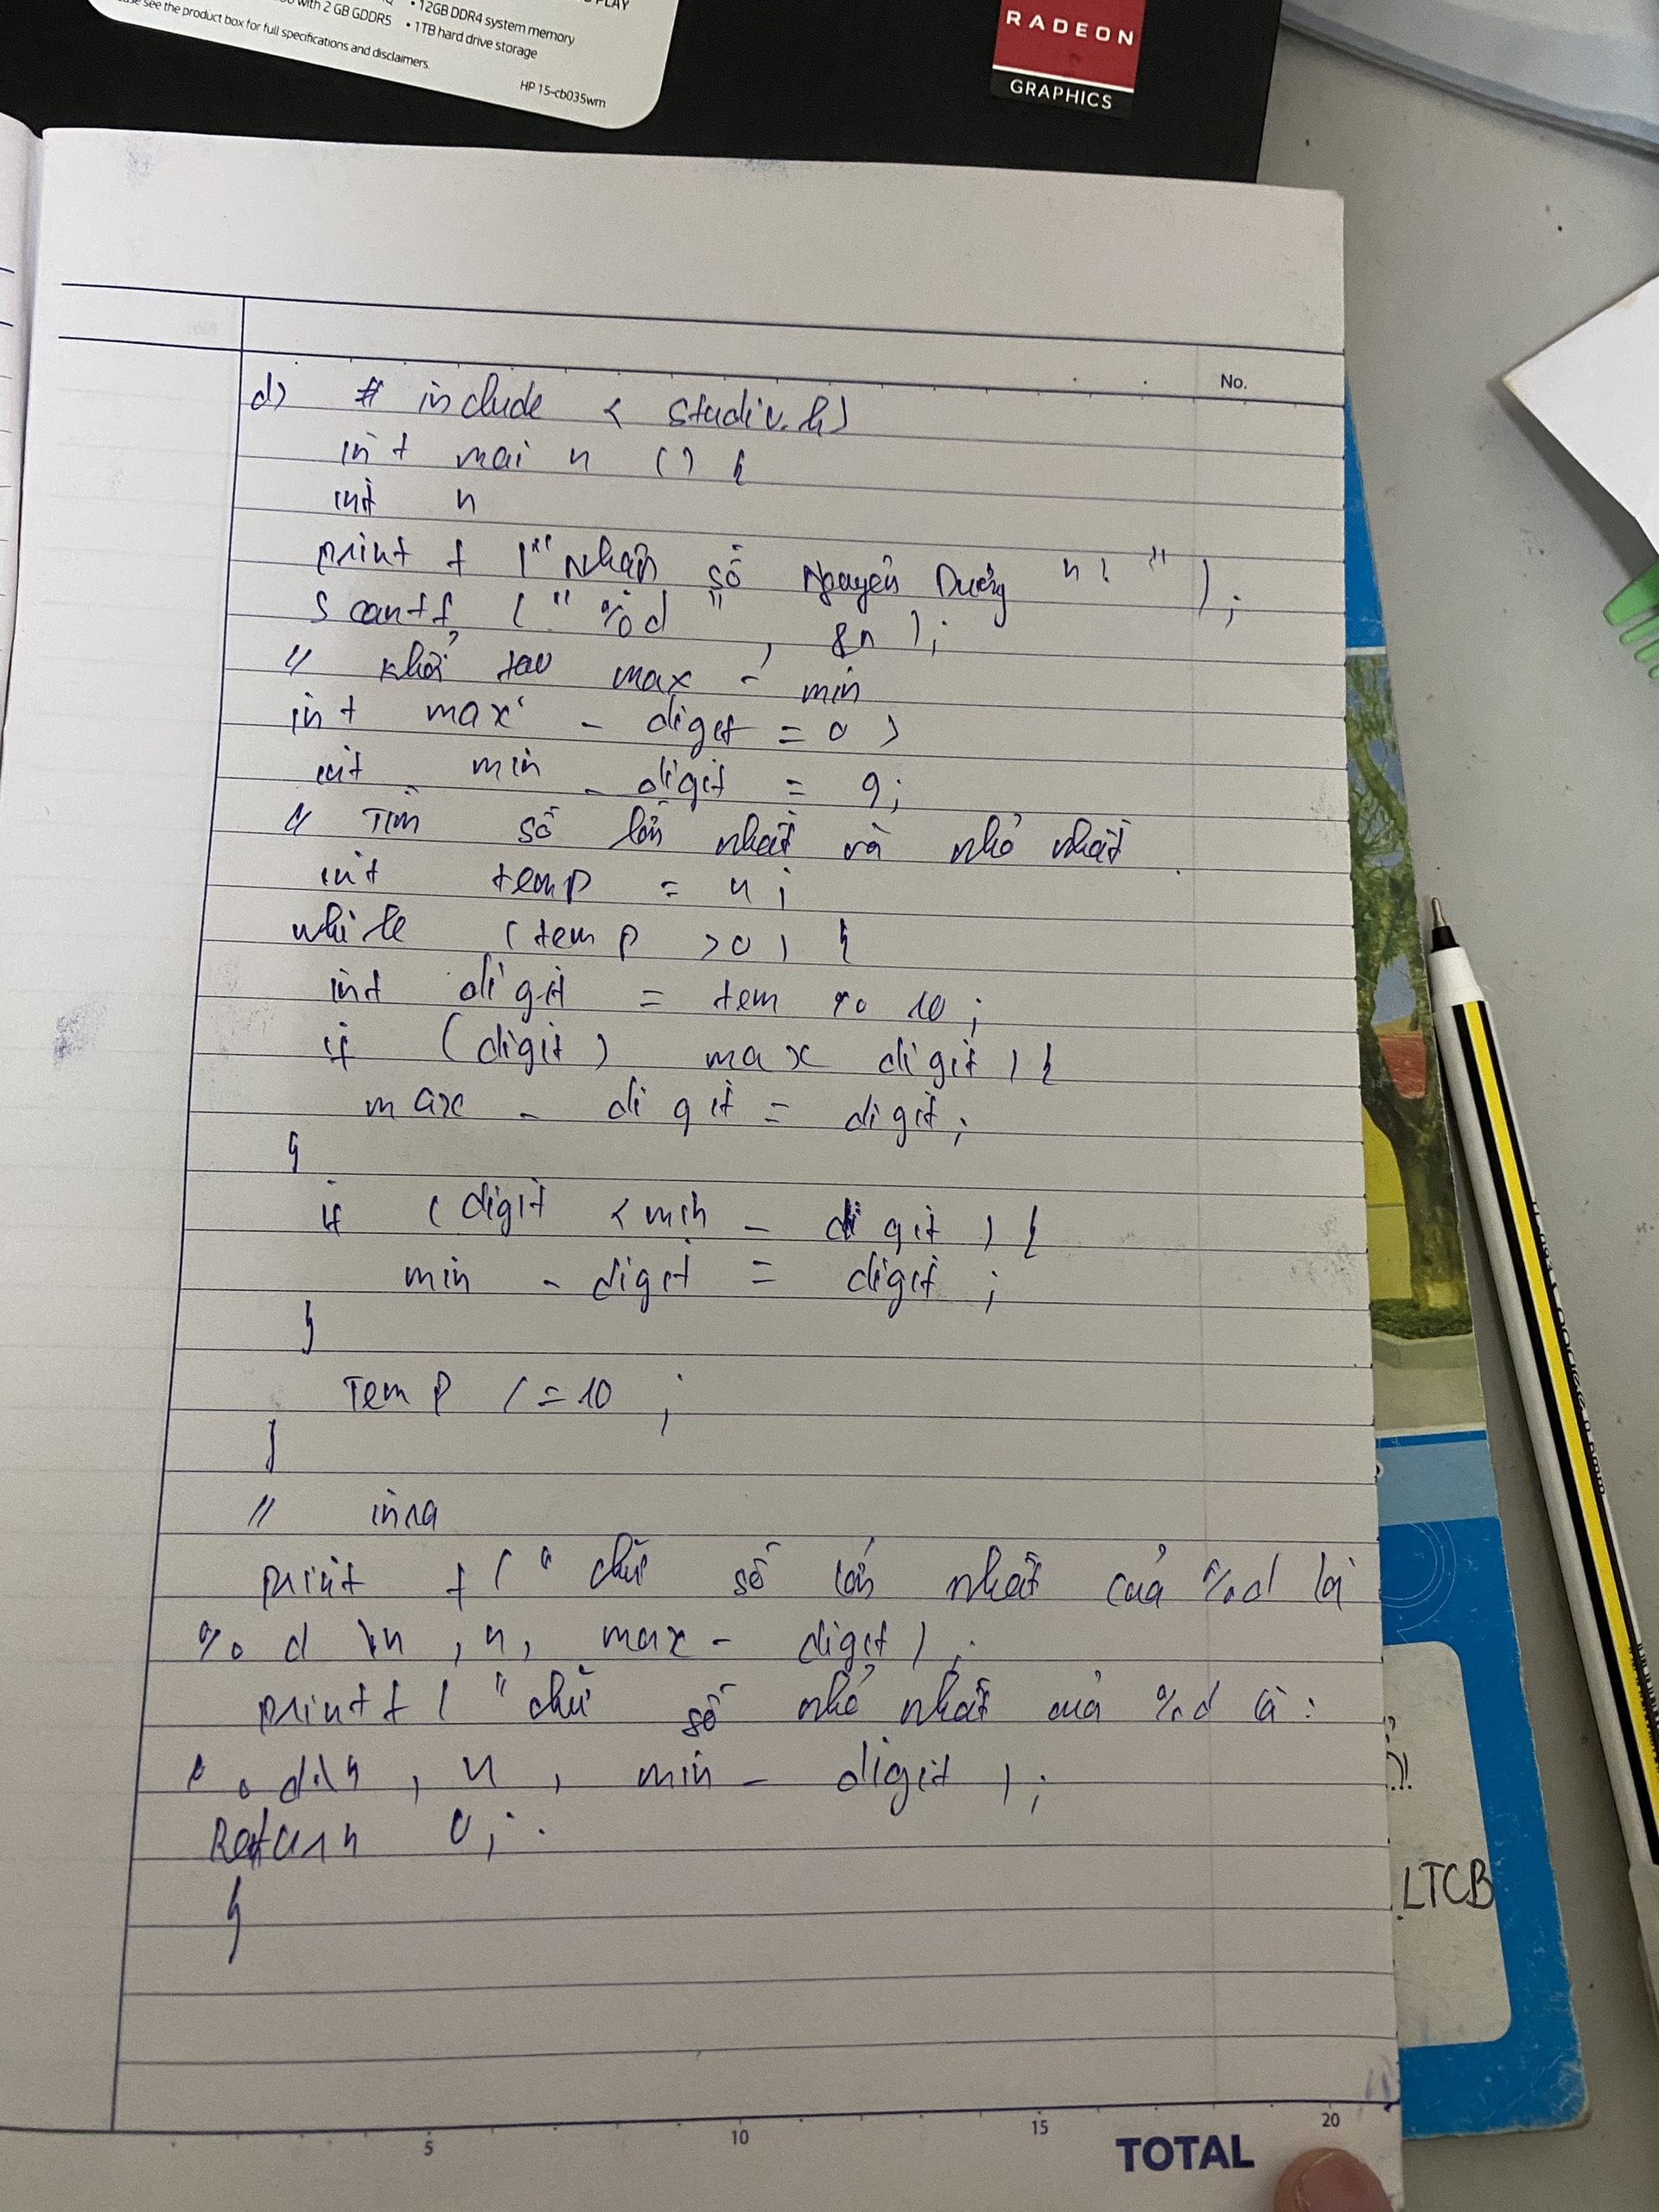 with 2 GB GDDR5 • 12GB DDR4 system memory
• 1TB hard drive storage
see the product box for full specifications and disclaimers.
HP 15-cb035wm
RADEON
GRAPHICS
No.
d) # include < studiv.h)
int main () {
int n
printf ("" Nhập số Nguyên Dương n: " );
Scantf ( " %d " , &n );
// khởi tạo max - min
int max - digit = 0 ;
int min - digit = 9;
// Tìm số lớn nhất và nhỏ nhất
int temp = n ;
while (temp >0) {
int digit = tem % 10 ;
if (digit) max digit ) {
max - digit = digit;
}
if (digit < min - digit ) {
min - digit = digit ;
}
Temp /=10 ;
}
// in ra
printf ( " chữ số lớn nhất của %d là
%d \n , n, max - digit ) ;
printf ( " chữ số nhỏ nhất của %d là :
%d\n , n , min - digit ) ;
Return 0;
}
LTCB
5 10 15 20
TOTAL